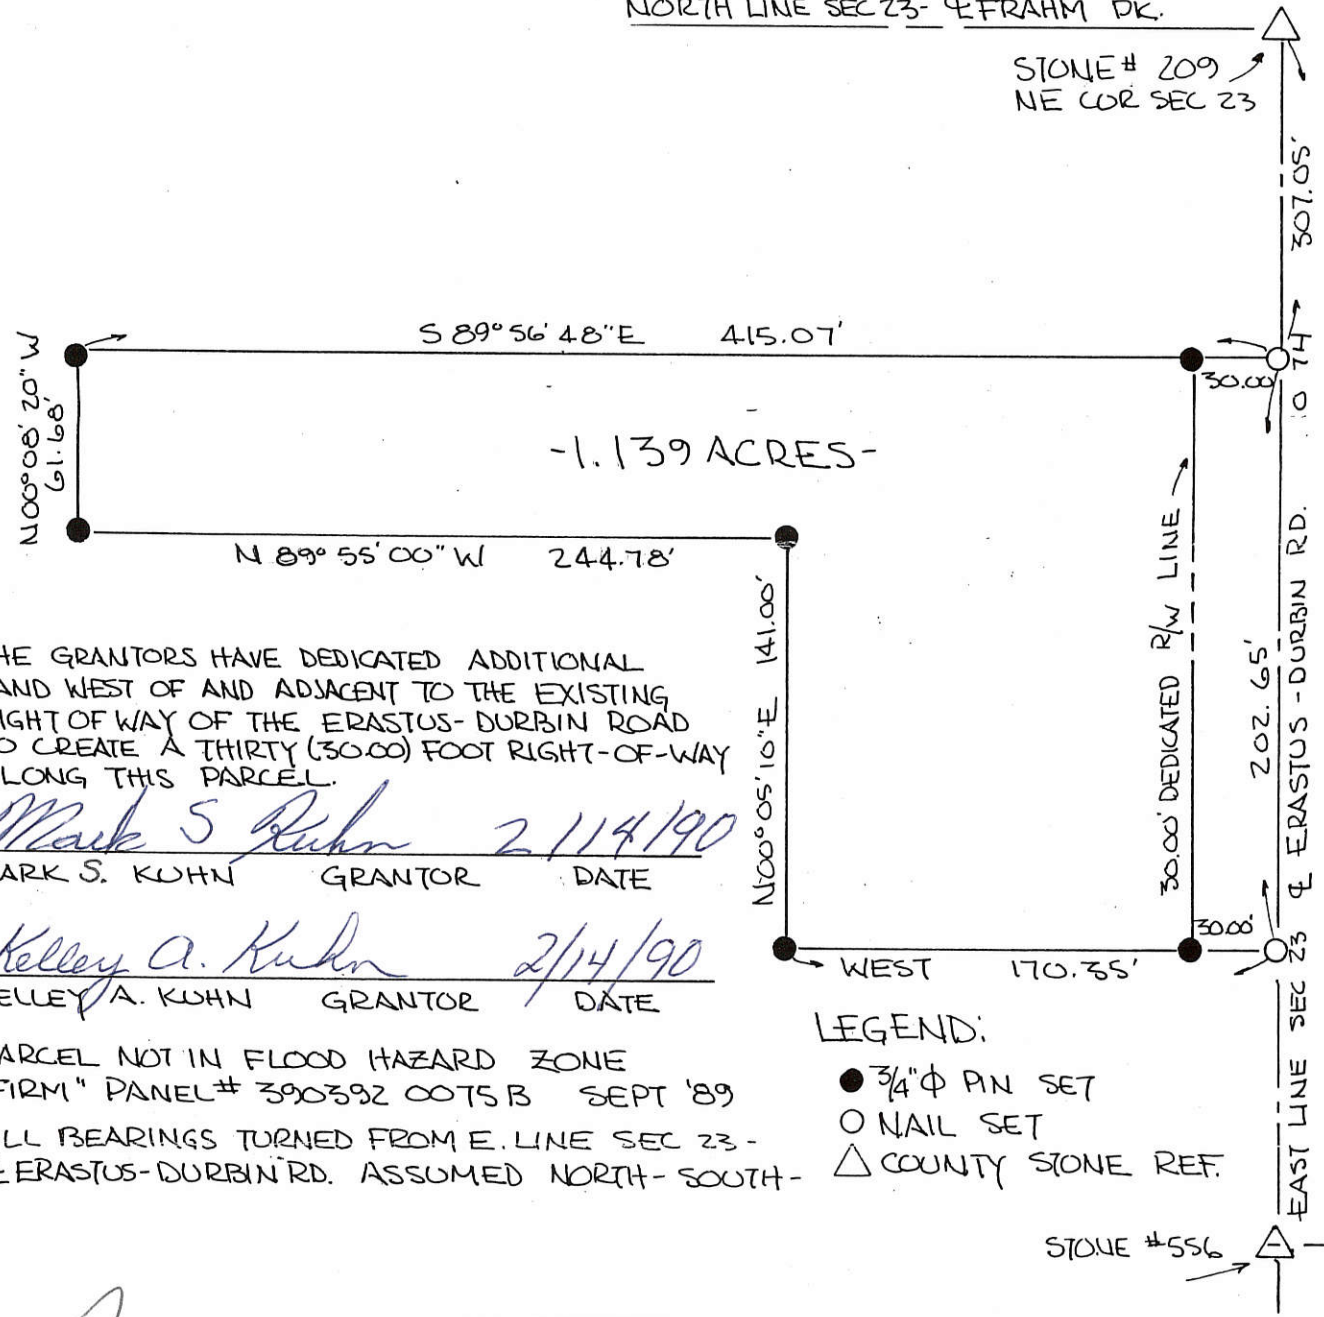 NORTH LINE SEC 23- ℄ FRAHM PK.
STONE# 209
NE COR SEC 23
307.05'
S 89° 56' 48" E 415.07'
30.00'
N 00° 08' 20" W
61.68'
-1.139 ACRES-
N 89° 55' 00" W 244.78'
N 00° 05' 10" E 141.00'
30.00' DEDICATED R/W LINE
202.65'
℄ ERASTUS-DURBIN RD.
HE GRANTORS HAVE DEDICATED ADDITIONAL
AND WEST OF AND ADJACENT TO THE EXISTING
IGHT OF WAY OF THE ERASTUS-DURBIN ROAD
O CREATE A THIRTY (30.00) FOOT RIGHT-OF-WAY
LONG THIS PARCEL.
Mark S Kuhn 2/14/90
ARK S. KUHN GRANTOR DATE
Kelley A. Kuhn 2/14/90
ELLEY A. KUHN GRANTOR DATE
30.00'
WEST 170.35'
EAST LINE SEC 23
ARCEL NOT IN FLOOD HAZARD ZONE
FIRM" PANEL# 390392 0075B SEPT '89
LL BEARINGS TURNED FROM E. LINE SEC 23-
℄ ERASTUS-DURBIN RD. ASSUMED NORTH-SOUTH-
LEGEND:
3/4"Φ PIN SET
NAIL SET
COUNTY STONE REF.
STONE #556